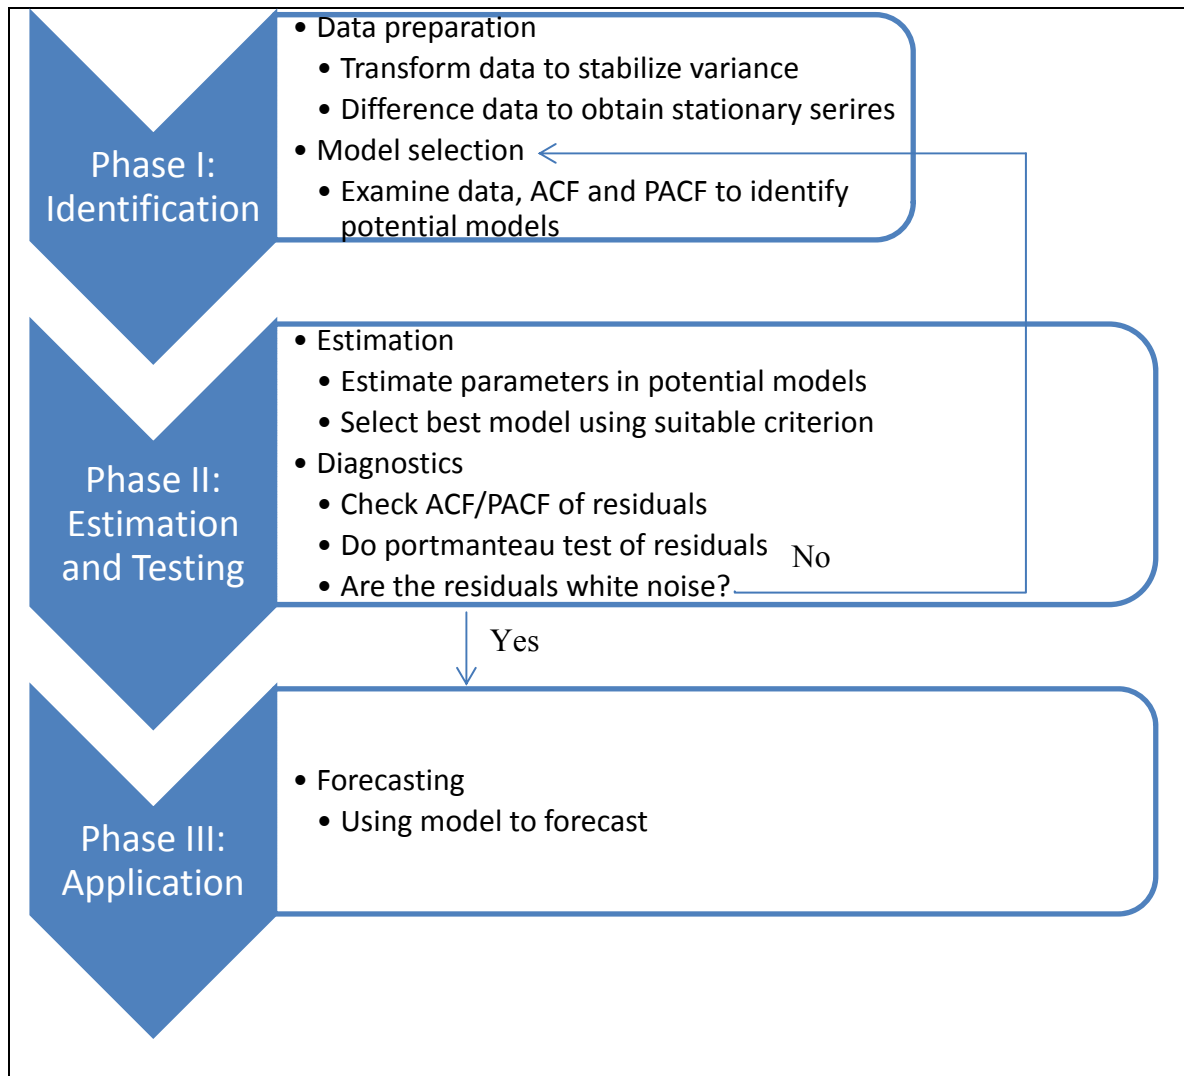 Phase I:
Identification
• Data preparation
• Transform data to stabilize variance
• Difference data to obtain stationary serires
• Model selection
• Examine data, ACF and PACF to identify
potential models
Phase II:
Estimation
and Testing
• Estimation
• Estimate parameters in potential models
• Select best model using suitable criterion
• Diagnostics
• Check ACF/PACF of residuals
• Do portmanteau test of residuals
• Are the residuals white noise?
No
Yes
Phase III:
Application
• Forecasting
• Using model to forecast